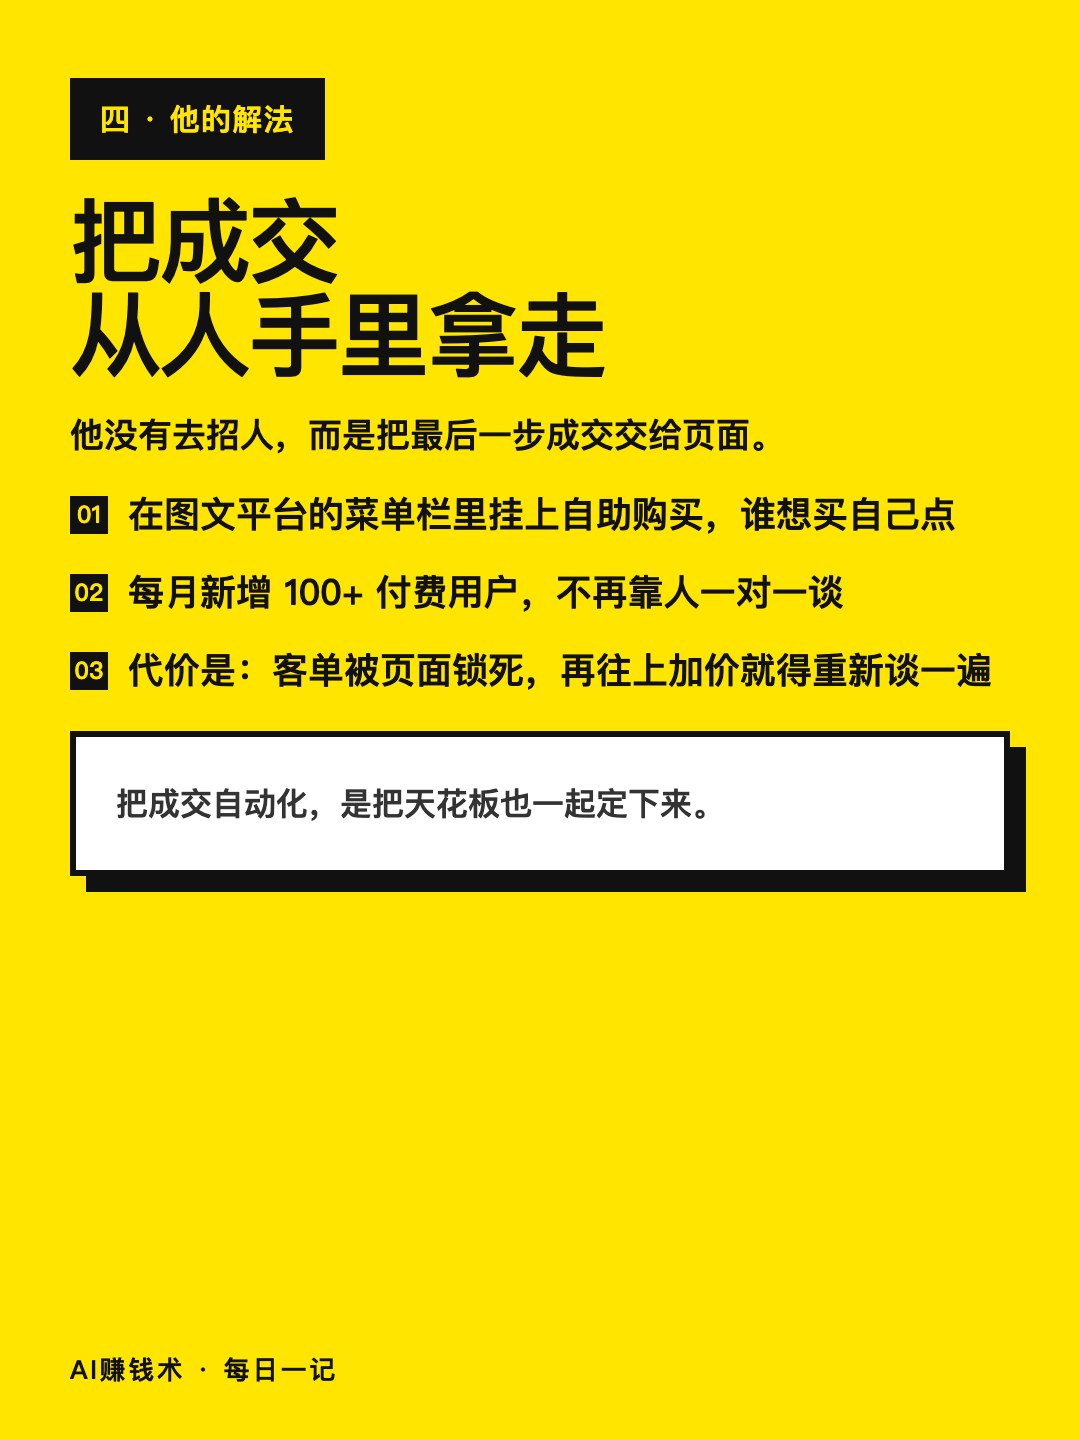 四 · 他的解法
把成交
从人手里拿走
他没有去招人，而是把最后一步成交交给页面。
01 在图文平台的菜单栏里挂上自助购买，谁想买自己点
02 每月新增 100+ 付费用户，不再靠人一对一谈
03 代价是：客单被页面锁死，再往上加价就得重新谈一遍
把成交自动化，是把天花板也一起定下来。
AI赚钱术 · 每日一记